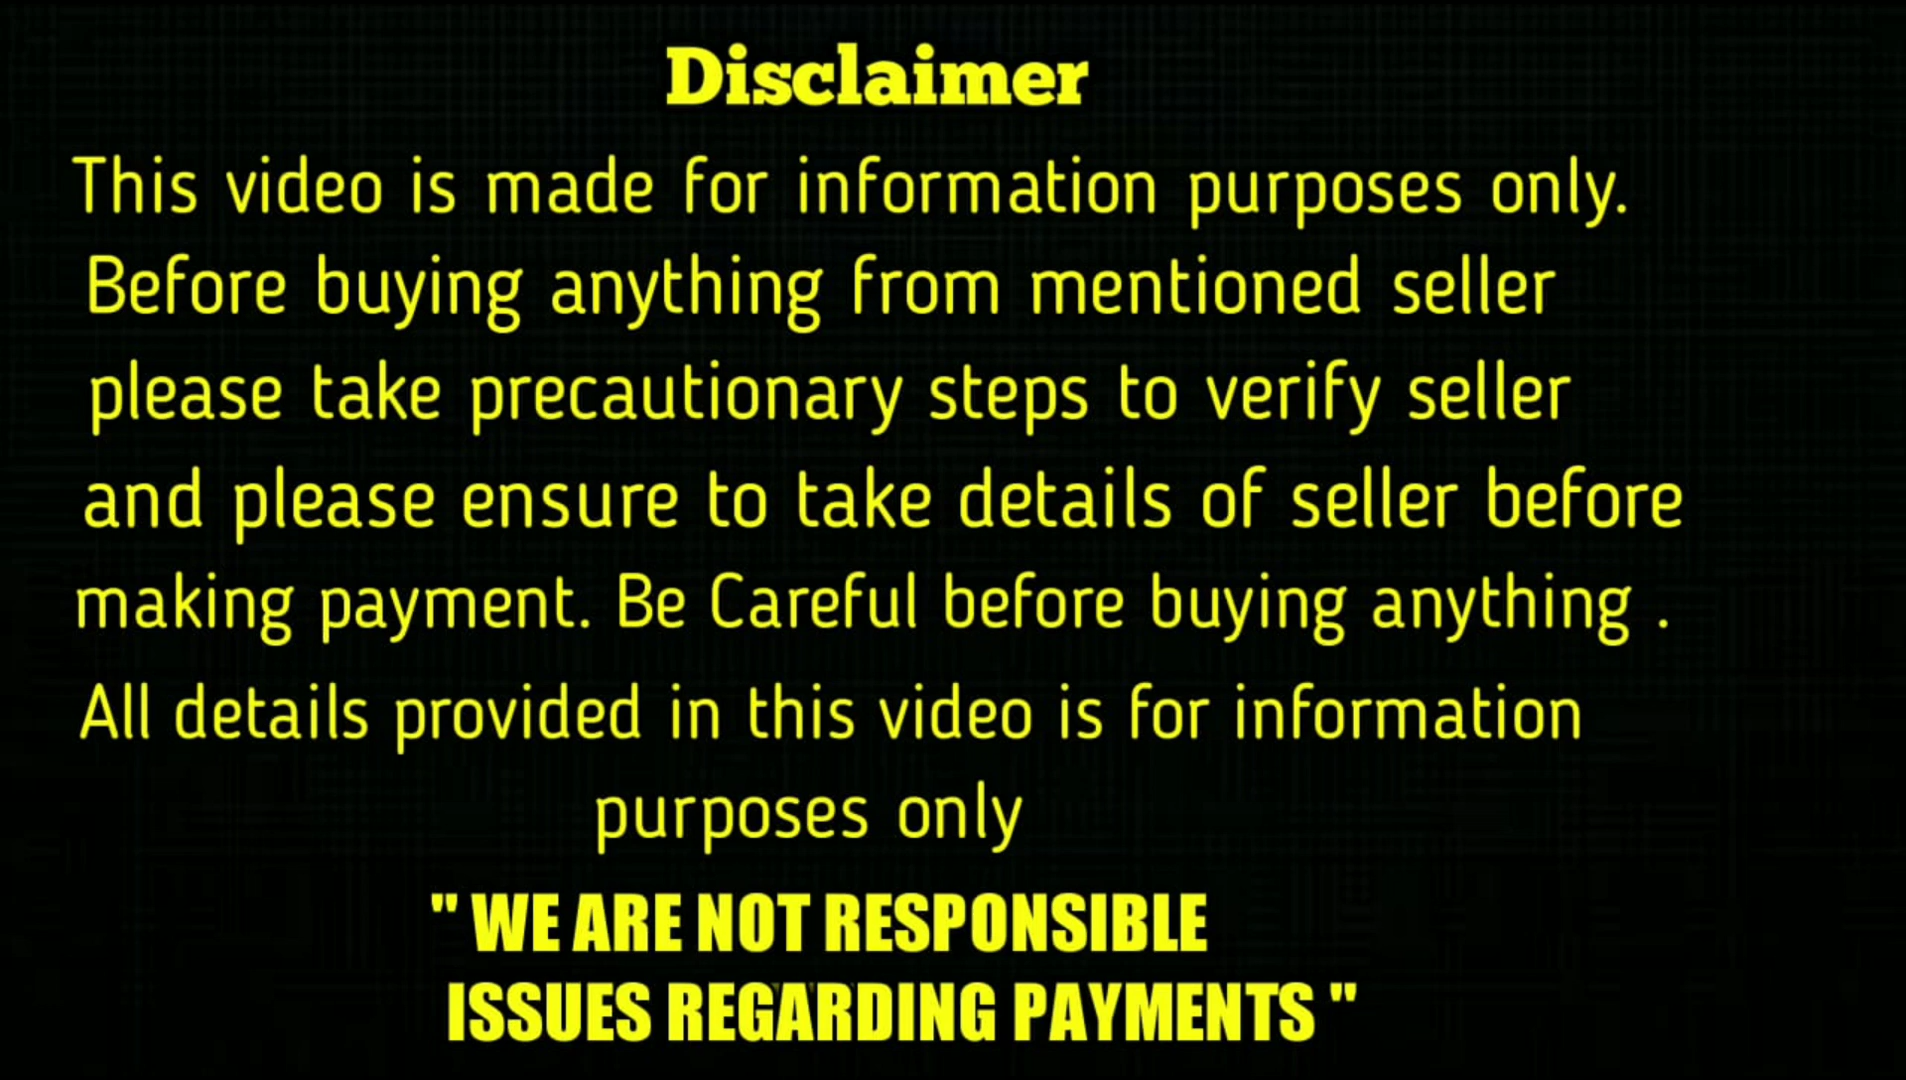 Disclaimer
This video is made for information purposes only.
Before buying anything from mentioned seller
please take precautionary steps to verify seller
and please ensure to take details of seller before
making payment. Be Careful before buying anything .
All details provided in this video is for information
purposes only
" WE ARE NOT RESPONSIBLE
ISSUES REGARDING PAYMENTS "